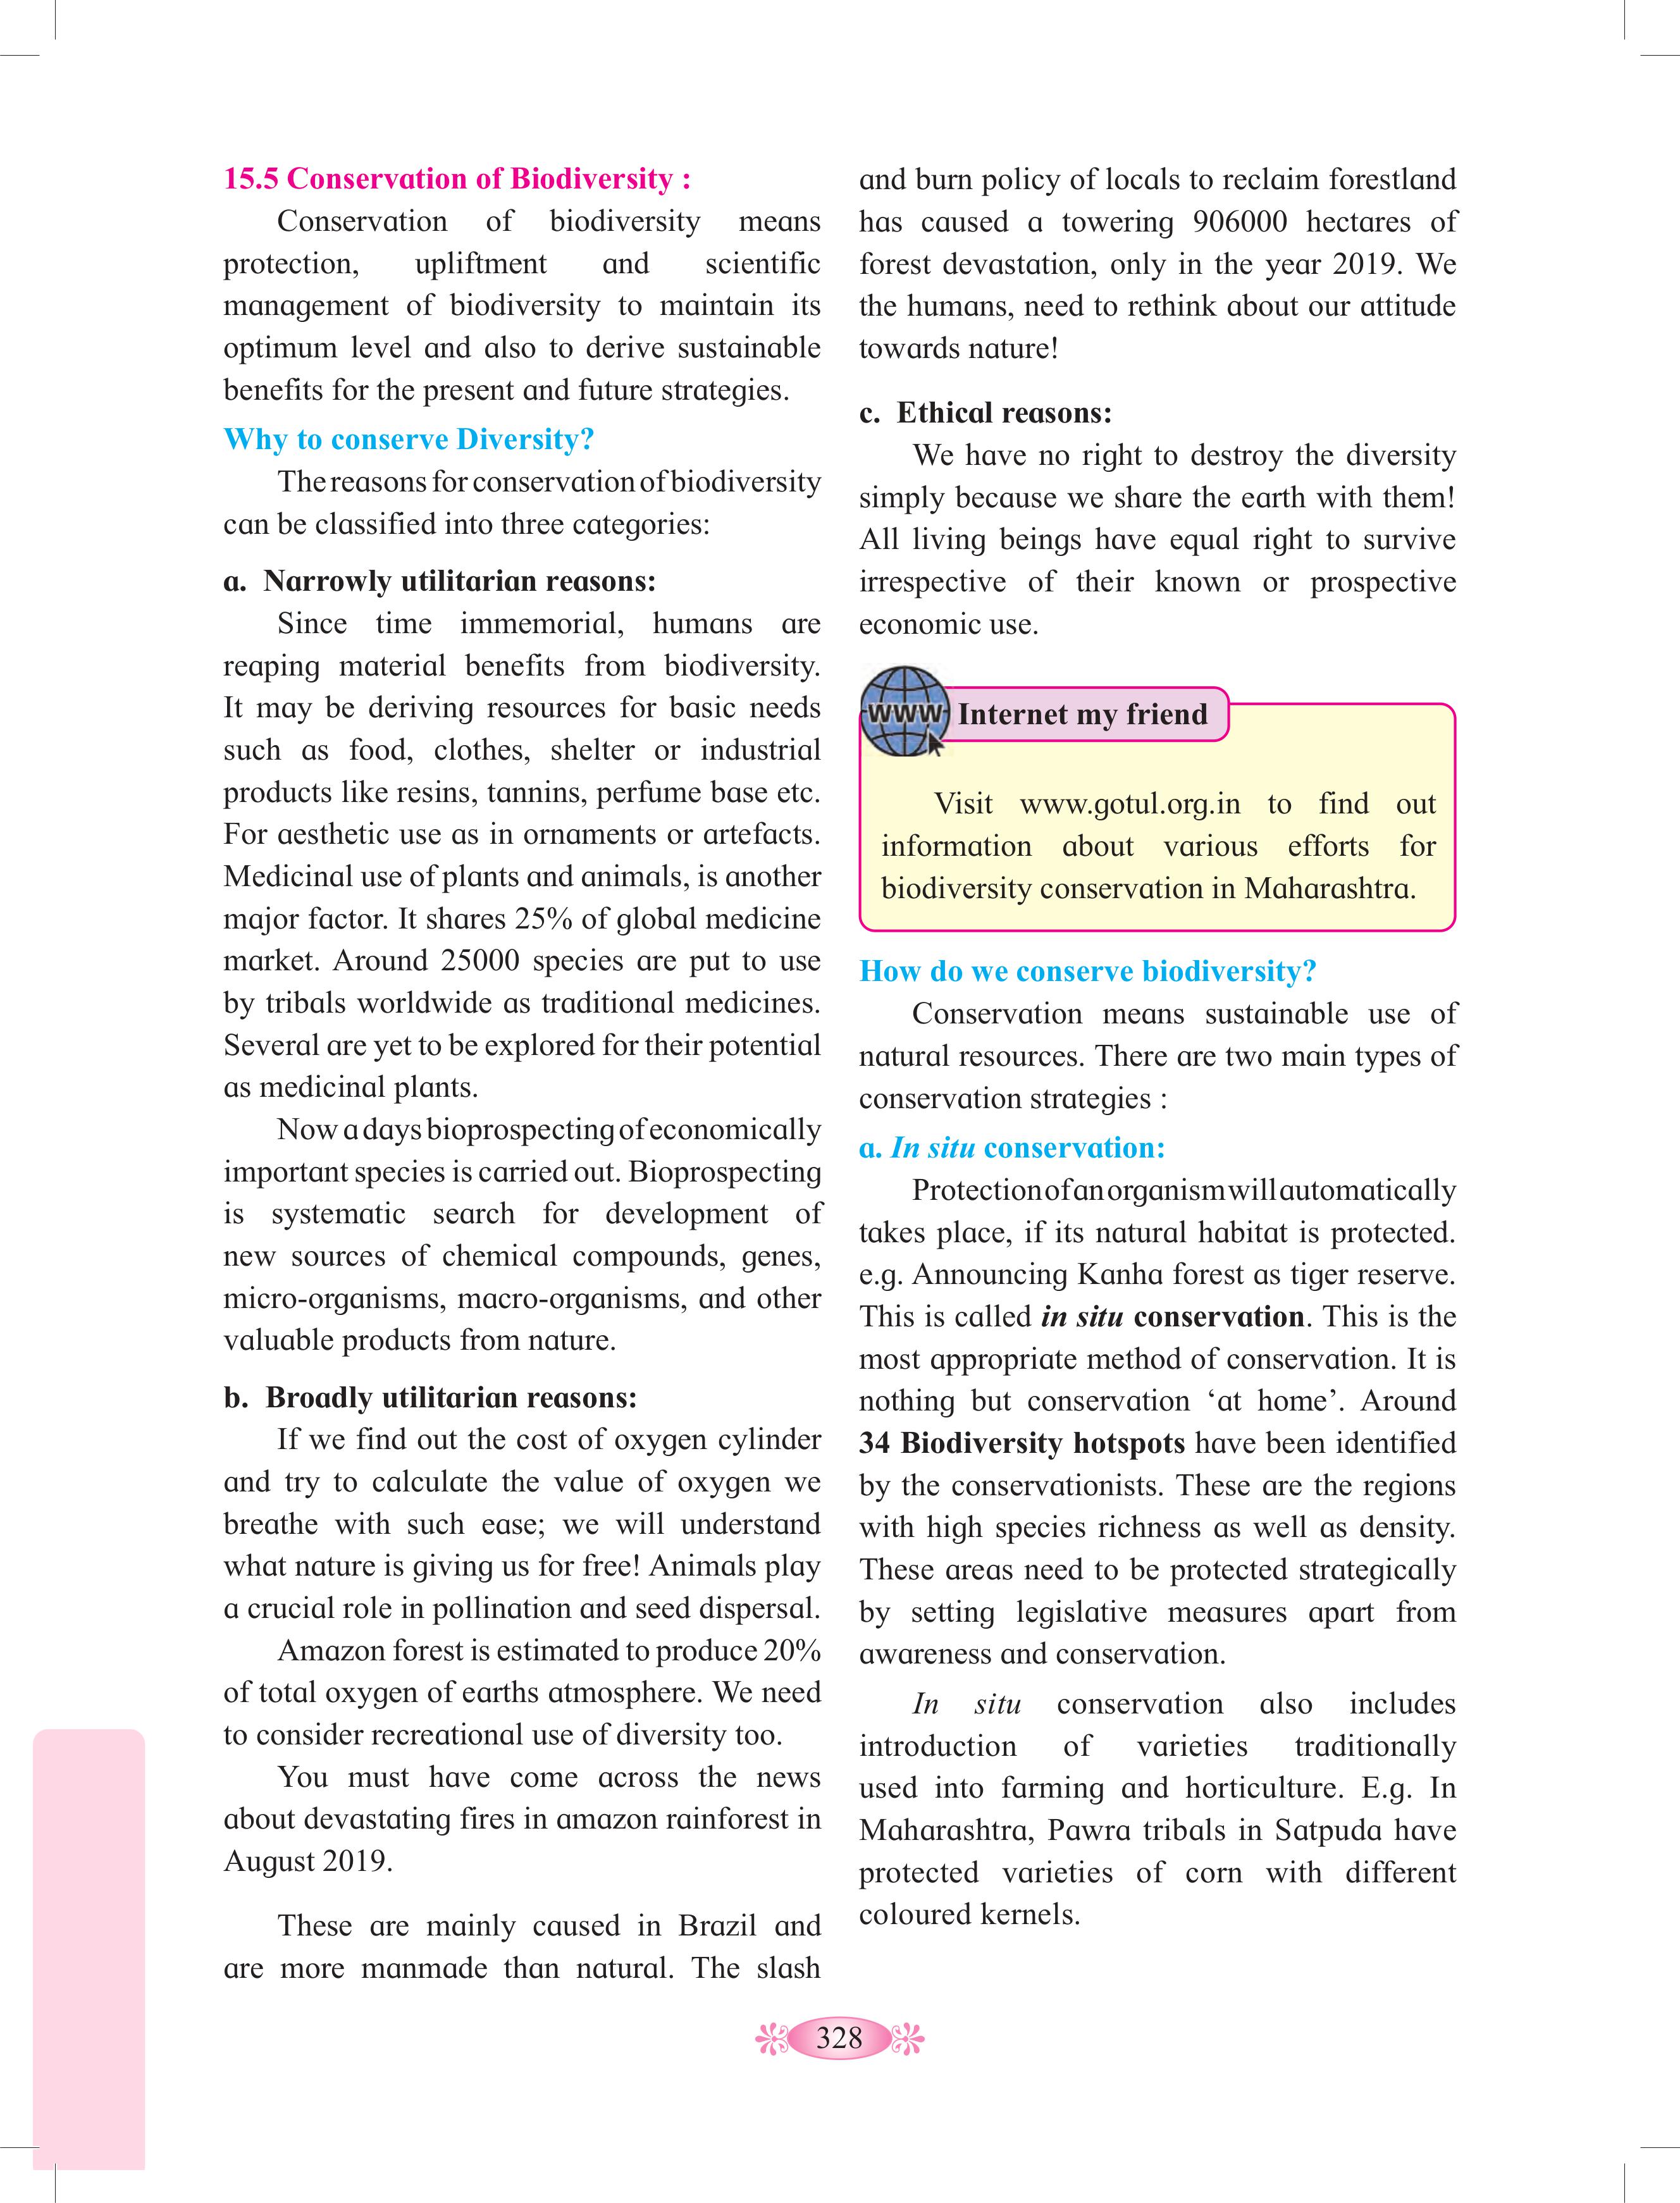 15.5 Conservation of Biodiversity :
Conservation of biodiversity means
protection, upliftment and scientific
management of biodiversity to maintain its
optimum level and also to derive sustainable
benefits for the present and future strategies.
Why to conserve Diversity?
The reasons for conservation of biodiversity
can be classified into three categories:
a. Narrowly utilitarian reasons:
Since time immemorial, humans are
reaping material benefits from biodiversity.
It may be deriving resources for basic needs
such as food, clothes, shelter or industrial
products like resins, tannins, perfume base etc.
For aesthetic use as in ornaments or artefacts.
Medicinal use of plants and animals, is another
major factor. It shares 25% of global medicine
market. Around 25000 species are put to use
by tribals worldwide as traditional medicines.
Several are yet to be explored for their potential
as medicinal plants.
Now a days bioprospecting of economically
important species is carried out. Bioprospecting
is systematic search for development of
new sources of chemical compounds, genes,
micro-organisms, macro-organisms, and other
valuable products from nature.
b. Broadly utilitarian reasons:
If we find out the cost of oxygen cylinder
and try to calculate the value of oxygen we
breathe with such ease; we will understand
what nature is giving us for free! Animals play
a crucial role in pollination and seed dispersal.
Amazon forest is estimated to produce 20%
of total oxygen of earths atmosphere. We need
to consider recreational use of diversity too.
You must have come across the news
about devastating fires in amazon rainforest in
August 2019.
These are mainly caused in Brazil and
are more manmade than natural. The slash
and burn policy of locals to reclaim forestland
has caused a towering 906000 hectares of
forest devastation, only in the year 2019. We
the humans, need to rethink about our attitude
towards nature!
c. Ethical reasons:
We have no right to destroy the diversity
simply because we share the earth with them!
All living beings have equal right to survive
irrespective of their known or prospective
economic use.
www Internet my friend
Visit www.gotul.org.in to find out
information about various efforts for
biodiversity conservation in Maharashtra.
How do we conserve biodiversity?
Conservation means sustainable use of
natural resources. There are two main types of
conservation strategies :
a. In situ conservation:
Protection of an organism will automatically
takes place, if its natural habitat is protected.
e.g. Announcing Kanha forest as tiger reserve.
This is called in situ conservation. This is the
most appropriate method of conservation. It is
nothing but conservation ‘at home’. Around
34 Biodiversity hotspots have been identified
by the conservationists. These are the regions
with high species richness as well as density.
These areas need to be protected strategically
by setting legislative measures apart from
awareness and conservation.
In situ conservation also includes
introduction of varieties traditionally
used into farming and horticulture. E.g. In
Maharashtra, Pawra tribals in Satpuda have
protected varieties of corn with different
coloured kernels.
328